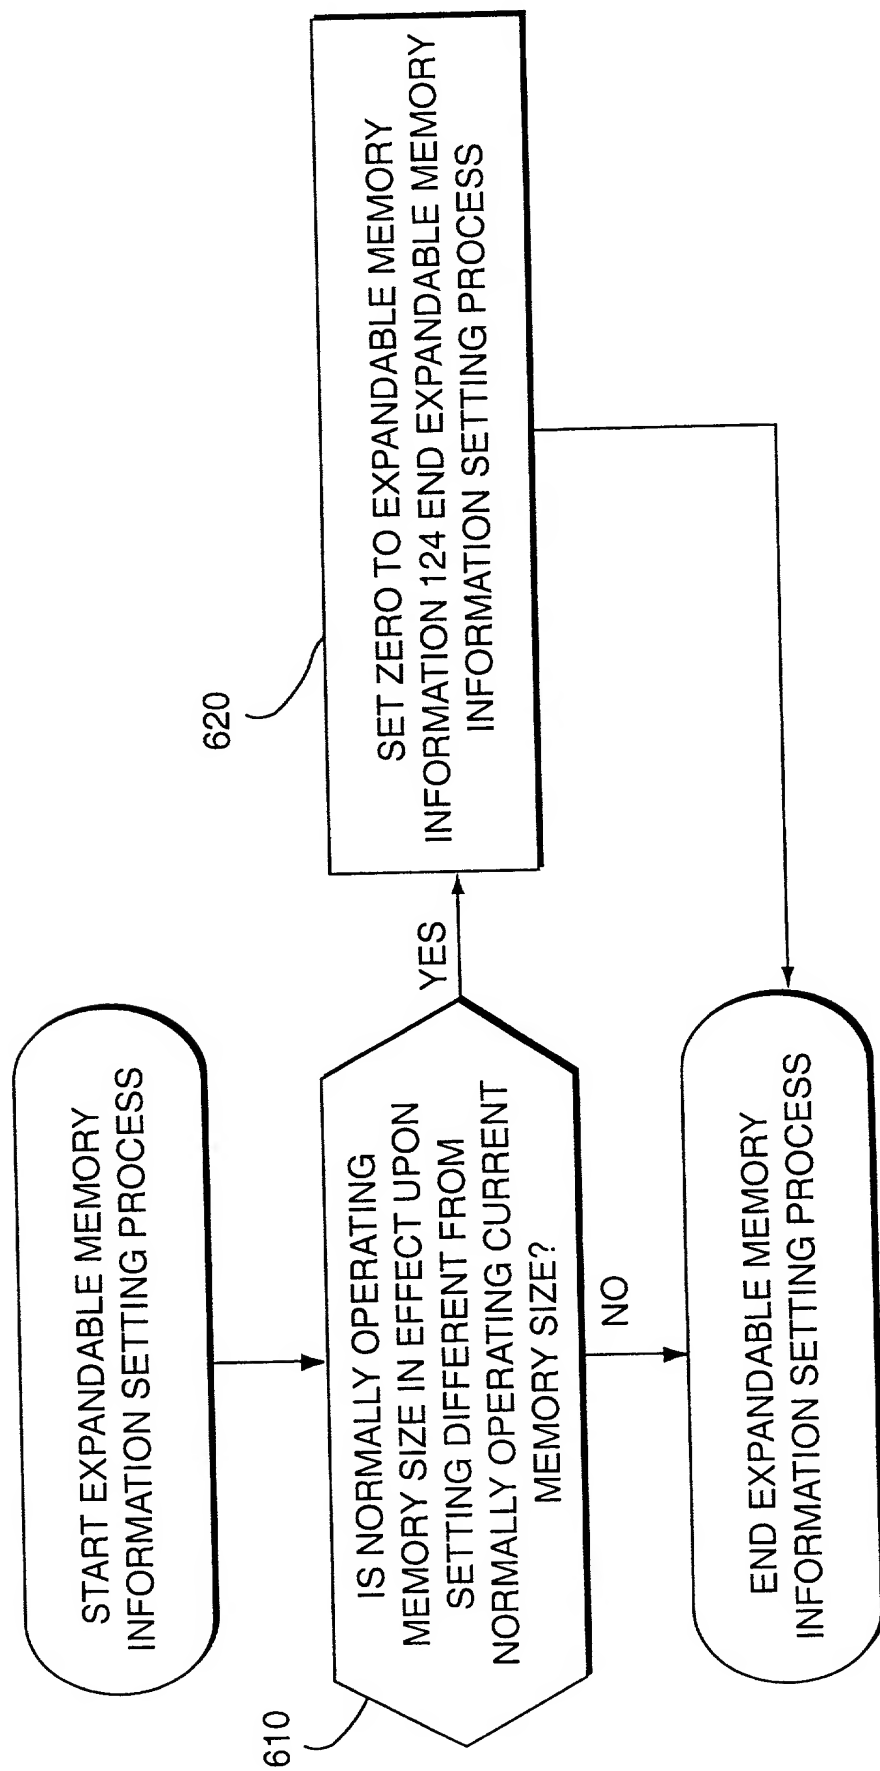 START EXPANDABLE MEMORY
INFORMATION SETTING PROCESS
610
IS NORMALLY OPERATING
MEMORY SIZE IN EFFECT UPON
SETTING DIFFERENT FROM
NORMALLY OPERATING CURRENT
MEMORY SIZE?
YES
620
SET ZERO TO EXPANDABLE MEMORY
INFORMATION 124 END EXPANDABLE MEMORY
INFORMATION SETTING PROCESS
NO
END EXPANDABLE MEMORY
INFORMATION SETTING PROCESS